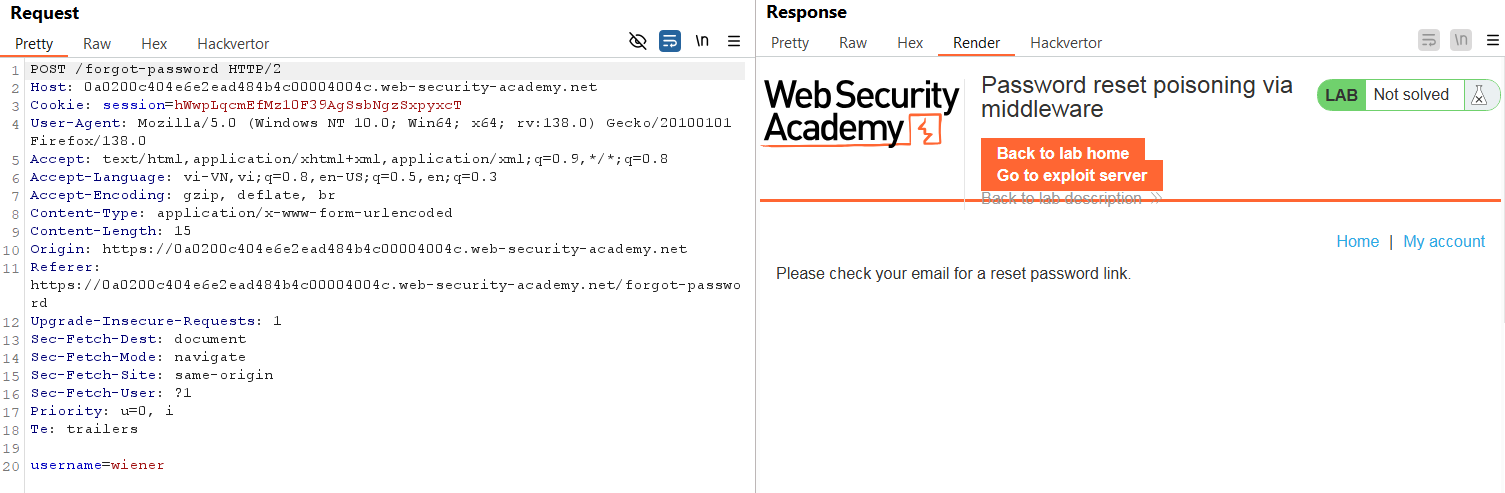 Request
Pretty Raw Hex Hackvertor \n
1 POST /forgot-password HTTP/2
2 Host: 0a0200c404e6e2ead484b4c00004004c.web-security-academy.net
3 Cookie: session=hWwpLqcmEfMzl0F39Ag8sbNgzSxpyxcT
4 User-Agent: Mozilla/5.0 (Windows NT 10.0; Win64; x64; rv:138.0) Gecko/20100101
Firefox/138.0
5 Accept: text/html,application/xhtml+xml,application/xml;q=0.9,*/*;q=0.8
6 Accept-Language: vi-VN,vi;q=0.8,en-US;q=0.5,en;q=0.3
7 Accept-Encoding: gzip, deflate, br
8 Content-Type: application/x-www-form-urlencoded
9 Content-Length: 15
10 Origin: https://0a0200c404e6e2ead484b4c00004004c.web-security-academy.net
11 Referer:
https://0a0200c404e6e2ead484b4c00004004c.web-security-academy.net/forgot-passwo
rd
12 Upgrade-Insecure-Requests: 1
13 Sec-Fetch-Dest: document
14 Sec-Fetch-Mode: navigate
15 Sec-Fetch-Site: same-origin
16 Sec-Fetch-User: ?1
17 Priority: u=0, i
18 Te: trailers
19
20 username=wiener
Response
Pretty Raw Hex Render Hackvertor \n
WebSecurity
Academy
Password reset poisoning via
middleware
LAB Not solved
Back to lab home
Go to exploit server
Back to lab description
Home | My account
Please check your email for a reset password link.